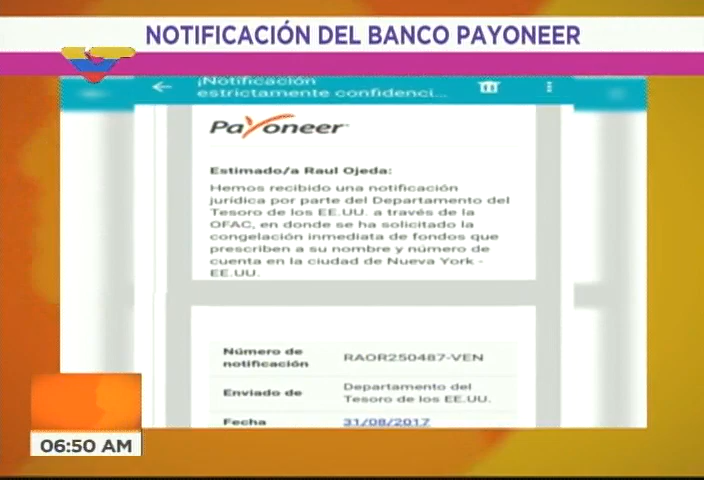 NOTIFICACIÓN DEL BANCO PAYONEER
¡Notificación
estrictamente confidenci...
Payoneer
Estimado/a Raul Ojeda:
Hemos recibido una notificación
jurídica por parte del Departamento del
Tesoro de los EE.UU. a través de la
OFAC, en donde se ha solicitado la
congelación inmediata de fondos que
prescriben a su nombre y número de
cuenta en la ciudad de Nueva York -
EE.UU.
Número de
notificación
RAOR250487-VEN
Enviado de
Departamento del
Tesoro de los EE.UU.
Fecha
31/08/2017
06:50 AM